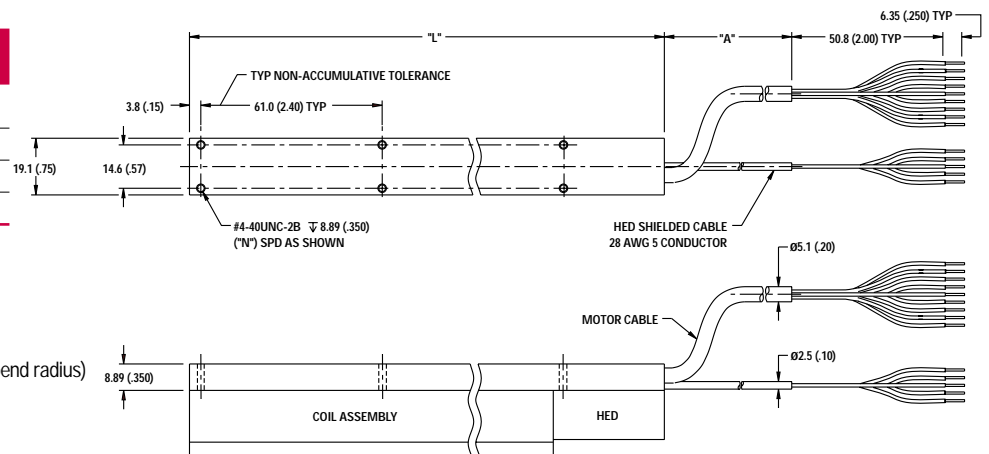 6.35 (.250) TYP
"L"
"A"
50.8 (2.00) TYP
TYP NON-ACCUMULATIVE TOLERANCE
3.8 (.15)
61.0 (2.40) TYP
19.1 (.75)
14.6 (.57)
#4-40UNC-2B ↧ 8.89 (.350)
("N") SPD AS SHOWN
HED SHIELDED CABLE
28 AWG 5 CONDUCTOR
Ø5.1 (.20)
MOTOR CABLE
end radius)
8.89 (.350)
Ø2.5 (.10)
COIL ASSEMBLY
HED